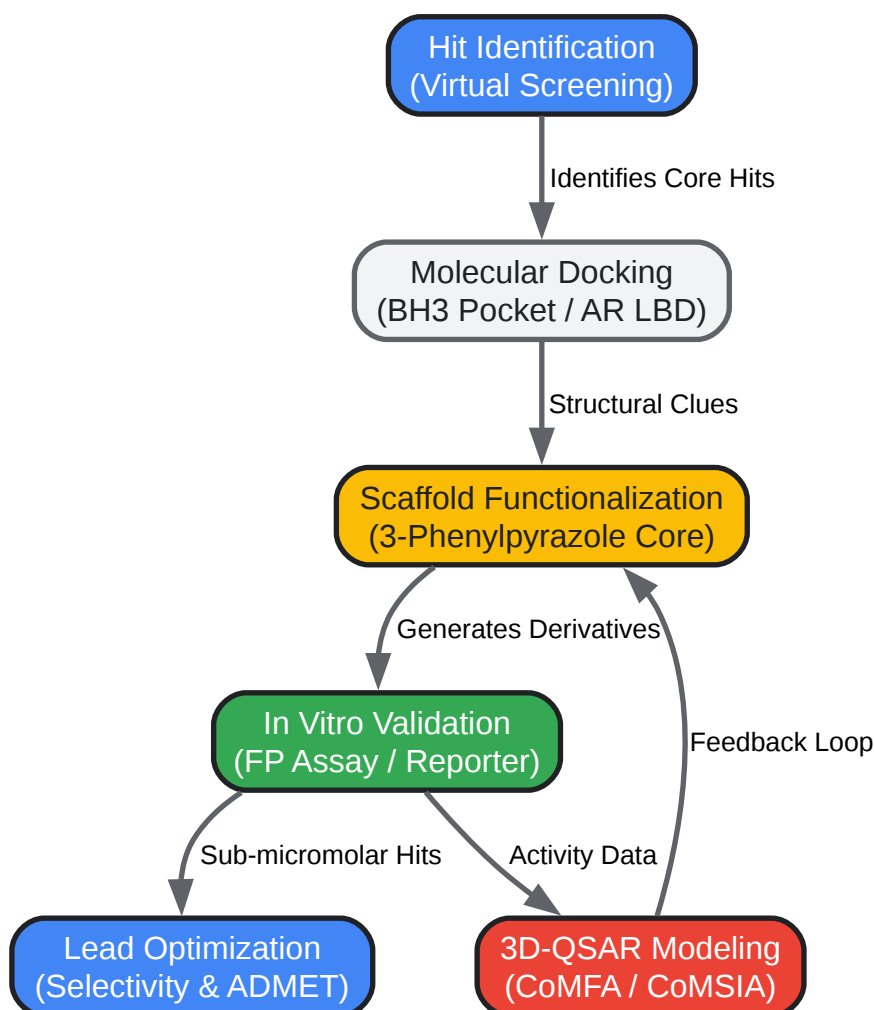 Hit Identification
(Virtual Screening)
Identifies Core Hits
Molecular Docking
(BH3 Pocket / AR LBD)
Structural Clues
Scaffold Functionalization
(3-Phenylpyrazole Core)
Generates Derivatives
In Vitro Validation
(FP Assay / Reporter)
Feedback Loop
Sub-micromolar Hits
Activity Data
Lead Optimization
(Selectivity & ADMET)
3D-QSAR Modeling
(CoMFA / CoMSIA)